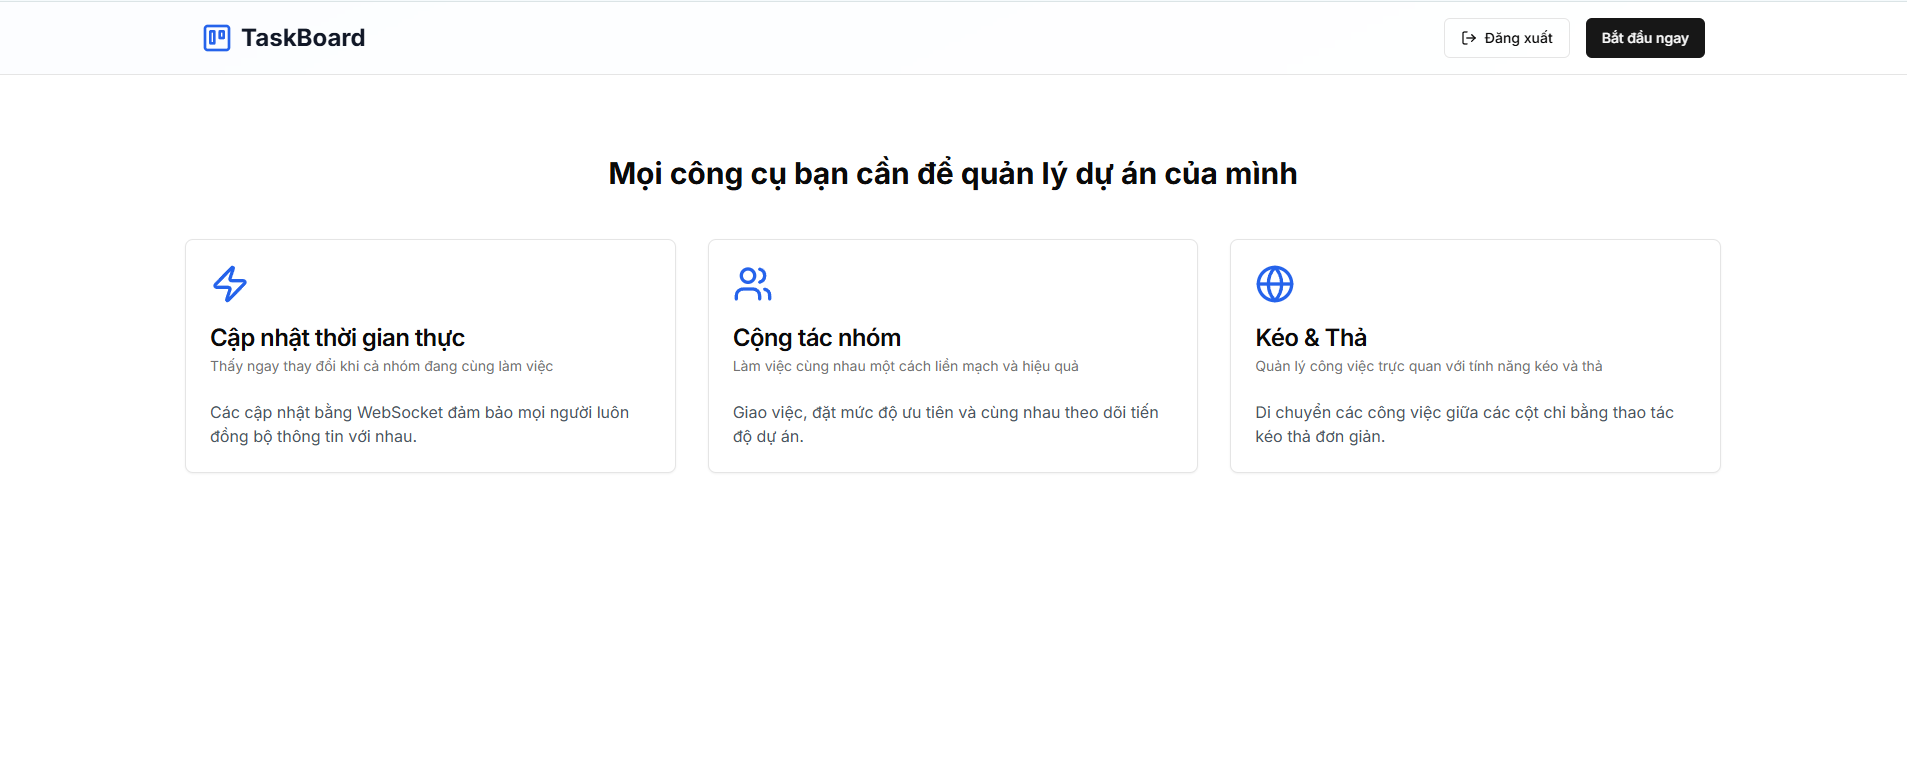 TaskBoard
Đăng xuất
Bắt đầu ngay
Mọi công cụ bạn cần để quản lý dự án của mình
Cập nhật thời gian thực
Thấy ngay thay đổi khi cả nhóm đang cùng làm việc
Các cập nhật bằng WebSocket đảm bảo mọi người luôn
đồng bộ thông tin với nhau.
Cộng tác nhóm
Làm việc cùng nhau một cách liền mạch và hiệu quả
Giao việc, đặt mức độ ưu tiên và cùng nhau theo dõi tiến
độ dự án.
Kéo & Thả
Quản lý công việc trực quan với tính năng kéo và thả
Di chuyển các công việc giữa các cột chỉ bằng thao tác
kéo thả đơn giản.